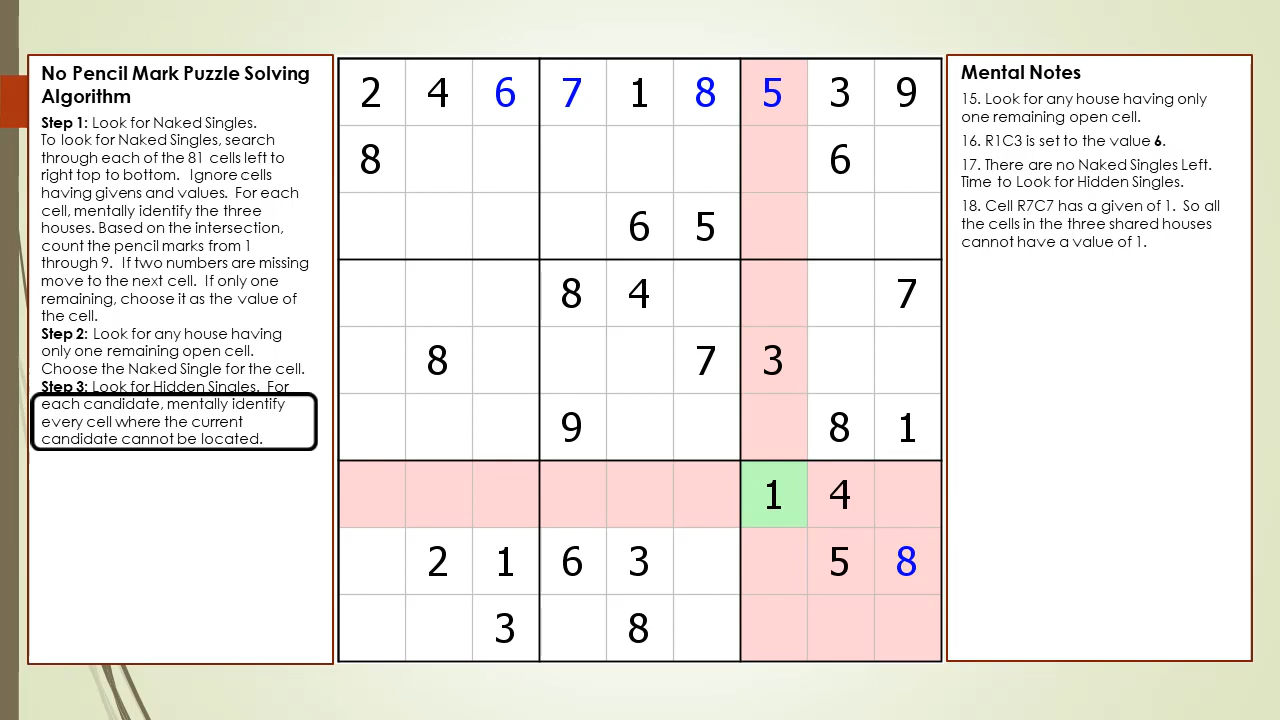 No Pencil Mark Puzzle Solving
Algorithm
Step 1: Look for Naked Singles.
To look for Naked Singles, search
through each of the 81 cells left to
right top to bottom.  Ignore cells
having givens and values.  For each
cell, mentally identify the three
houses. Based on the intersection,
count the pencil marks from 1
through 9.  If two numbers are missing
move to the next cell.  If only one
remaining, choose it as the value of
the cell.
Step 2: Look for any house having
only one remaining open cell.
Choose the Naked Single for the cell.
Step 3: Look for Hidden Singles.  For
each candidate, mentally identify
every cell where the current
candidate cannot be located.
2 4 6 7 1 8 5 3 9
8 6
6 5
8 4 7
8 7 3
9 8 1
1 4
2 1 6 3 5 8
3 8
Mental Notes
15. Look for any house having only
one remaining open cell.
16. R1C3 is set to the value 6.
17. There are no Naked Singles Left.
Time to Look for Hidden Singles.
18. Cell R7C7 has a given of 1.  So all
the cells in the three shared houses
cannot have a value of 1.